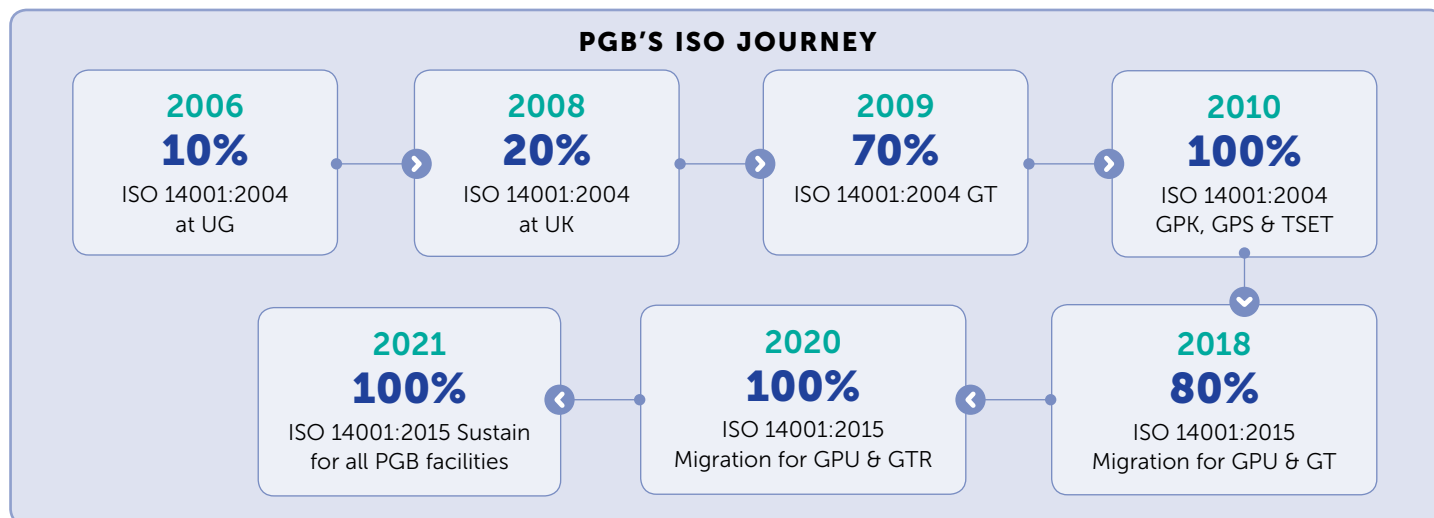 PGB'S ISO JOURNEY
2006
10%
ISO 14001:2004
at UG
2008
20%
ISO 14001:2004
at UK
2009
70%
ISO 14001:2004 GT
2010
100%
ISO 14001:2004
GPK, GPS & TSET
2018
80%
ISO 14001:2015
Migration for GPU & GT
2020
100%
ISO 14001:2015
Migration for GPU & GTR
2021
100%
ISO 14001:2015 Sustain
for all PGB facilities